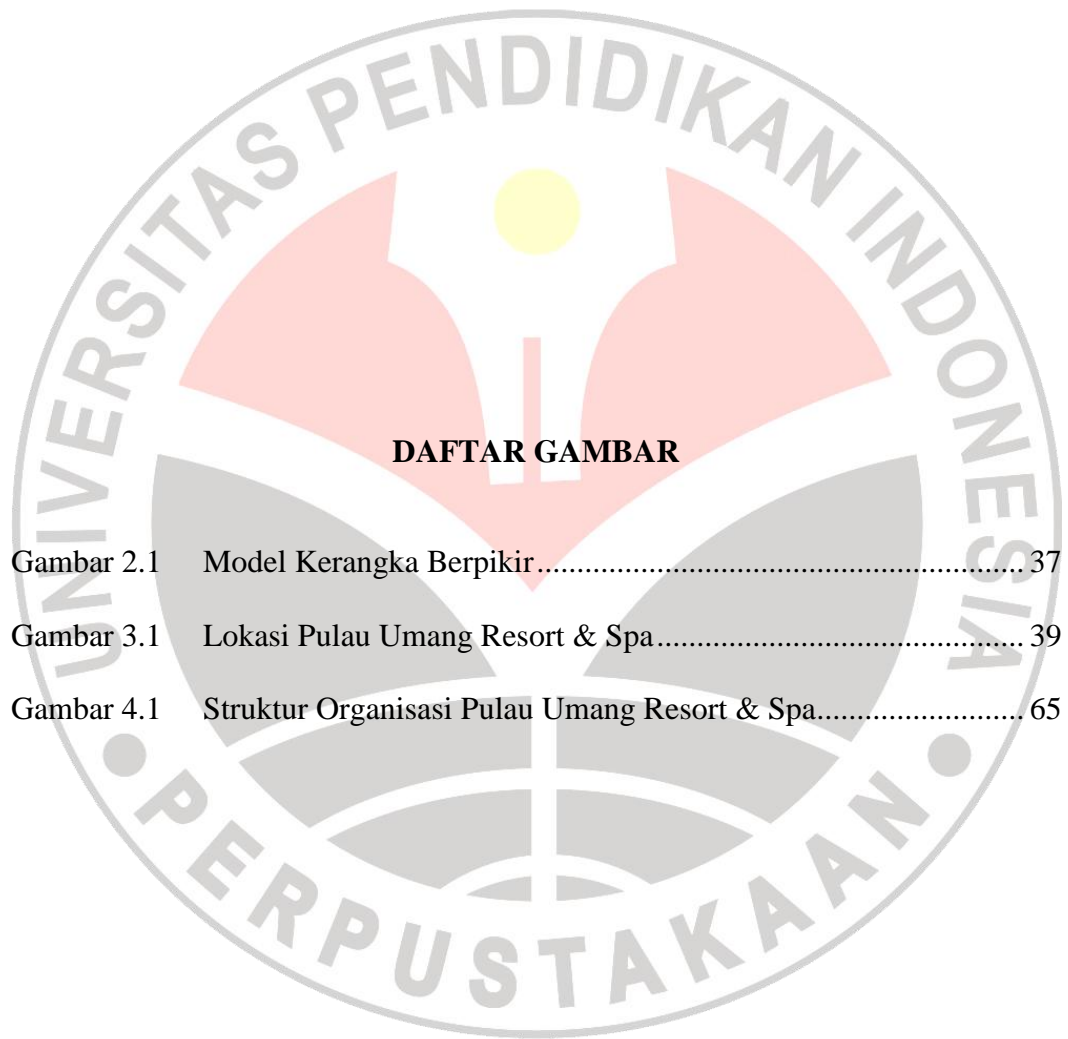 UNIVERSITAS PENDIDIKAN INDONESIA
DAFTAR GAMBAR
Gambar 2.1 Model Kerangka Berpikir............................................................. 37
Gambar 3.1 Lokasi Pulau Umang Resort & Spa.............................................. 39
Gambar 4.1 Struktur Organisasi Pulau Umang Resort & Spa.......................... 65
PERPUSTAKAAN